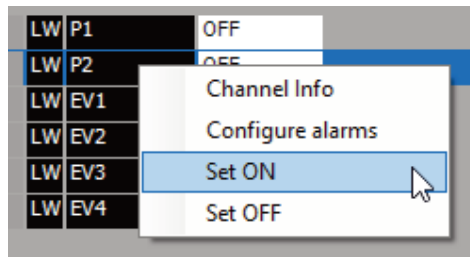 LW P1 OFF
LW P2 OFF
LW EV1
LW EV2
LW EV3
LW EV4
Channel Info
Configure alarms
Set ON
Set OFF